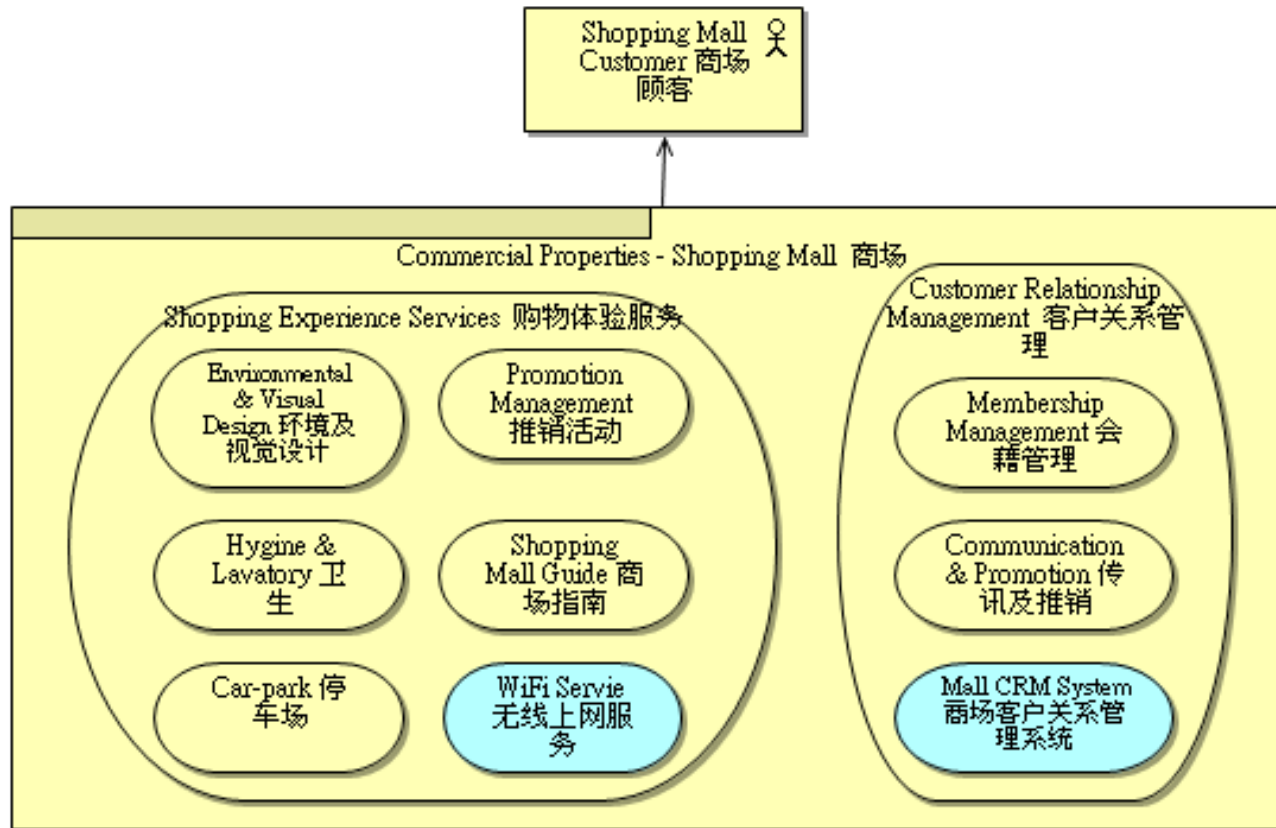 Shopping Mall
Customer 商场
顾客
Commercial Properties - Shopping Mall 商场
Shopping Experience Services 购物体验服务
Environmental
& Visual
Design 环境及
视觉设计
Promotion
Management
推销活动
Hygine &
Lavatory 卫
生
Shopping
Mall Guide 商
场指南
Car-park 停
车场
WiFi Servie
无线上网服
务
Customer Relationship
Management 客户关系管
理
Membership
Management 会
藉管理
Communication
& Promotion 传
讯及推销
Mall CRM System
商场客户关系管
理系统